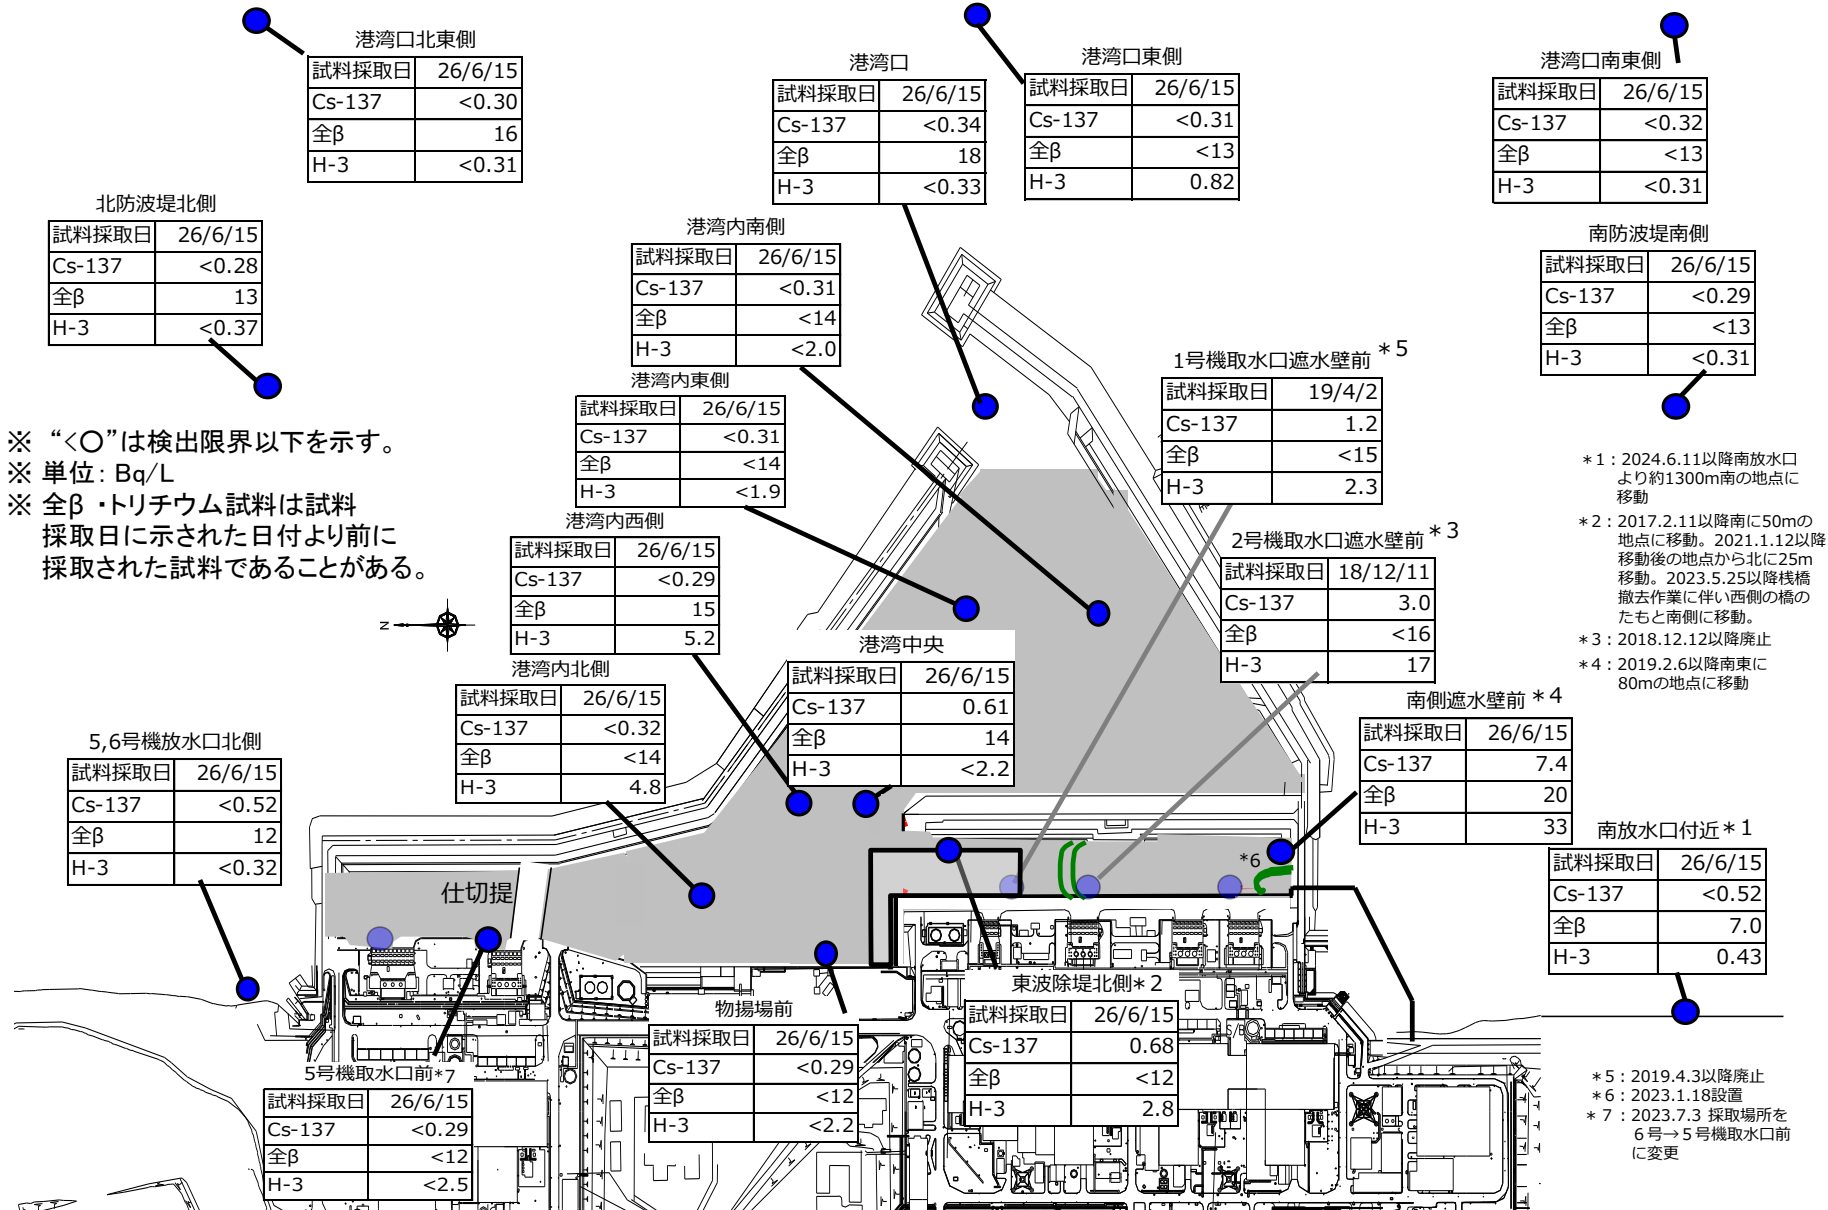 港湾口北東側
試料採取日 26/6/15
Cs-137 <0.30
全β 16
H-3 <0.31
港湾口
試料採取日 26/6/15
Cs-137 <0.34
全β 18
H-3 <0.33
港湾口東側
試料採取日 26/6/15
Cs-137 <0.31
全β <13
H-3 0.82
港湾口南東側
試料採取日 26/6/15
Cs-137 <0.32
全β <13
H-3 <0.31
北防波堤北側
試料採取日 26/6/15
Cs-137 <0.28
全β 13
H-3 <0.37
港湾内南側
試料採取日 26/6/15
Cs-137 <0.31
全β <14
H-3 <2.0
南防波堤南側
試料採取日 26/6/15
Cs-137 <0.29
全β <13
H-3 <0.31
港湾内東側
試料採取日 26/6/15
Cs-137 <0.31
全β <14
H-3 <1.9
1号機取水口遮水壁前 *5
試料採取日 19/4/2
Cs-137 1.2
全β <15
H-3 2.3
※ “<○”は検出限界以下を示す。
※ 単位: Bq/L
※ 全β ・トリチウム試料は試料
採取日に示された日付より前に
採取された試料であることがある。
*1:2024.6.11以降南放水口
より約1300m南の地点に
移動
*2:2017.2.11以降南に50mの
地点に移動。2021.1.12以降
移動後の地点から北に25m
移動。2023.5.25以降桟橋
撤去作業に伴い西側の橋の
たもと南側に移動。
*3:2018.12.12以降廃止
*4:2019.2.6以降南東に
80mの地点に移動
港湾内西側
試料採取日 26/6/15
Cs-137 <0.29
全β 15
H-3 5.2
2号機取水口遮水壁前 *3
試料採取日 18/12/11
Cs-137 3.0
全β <16
H-3 17
N
港湾中央
試料採取日 26/6/15
Cs-137 0.61
全β 14
H-3 <2.2
港湾内北側
試料採取日 26/6/15
Cs-137 <0.32
全β <14
H-3 4.8
南側遮水壁前 *4
試料採取日 26/6/15
Cs-137 7.4
全β 20
H-3 33
5,6号機放水口北側
試料採取日 26/6/15
Cs-137 <0.52
全β 12
H-3 <0.32
南放水口付近*1
試料採取日 26/6/15
Cs-137 <0.52
全β 7.0
H-3 0.43
*6
仕切提
東波除堤北側*2
試料採取日 26/6/15
Cs-137 0.68
全β <12
H-3 2.8
物揚場前
試料採取日 26/6/15
Cs-137 <0.29
全β <12
H-3 <2.2
5号機取水口前*7
試料採取日 26/6/15
Cs-137 <0.29
全β <12
H-3 <2.5
*5:2019.4.3以降廃止
*6:2023.1.18設置
*7:2023.7.3 採取場所を
6号→5号機取水口前
に変更